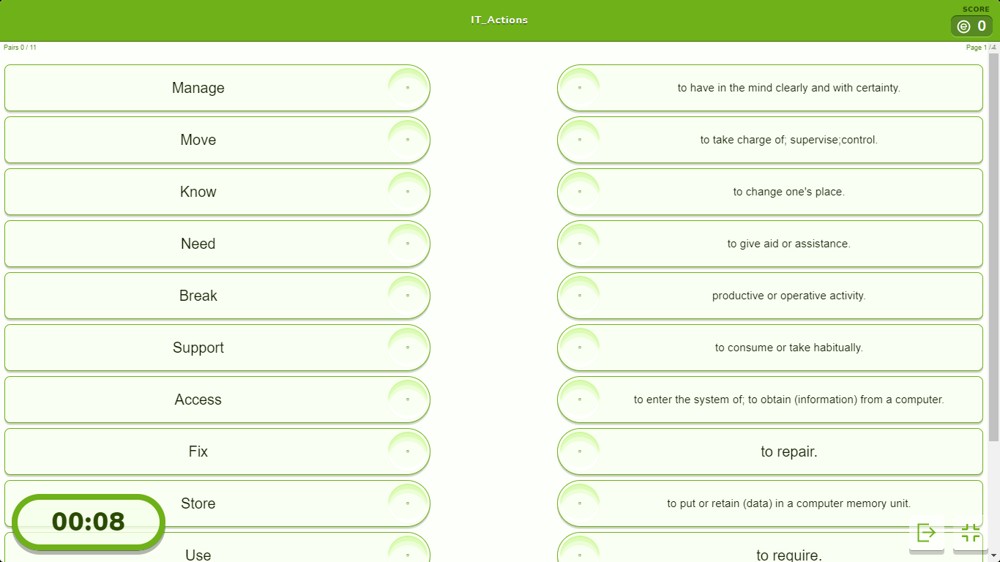 IT_Actions
SCORE
0
Pairs 0 / 11
Page 1 / 4
Manage
to have in the mind clearly and with certainty.
Move
to take charge of; supervise;control.
Know
to change one's place.
Need
to give aid or assistance.
Break
productive or operative activity.
Support
to consume or take habitually.
Access
to enter the system of; to obtain (information) from a computer.
Fix
to repair.
Store
to put or retain (data) in a computer memory unit.
00:08
Use
to require.